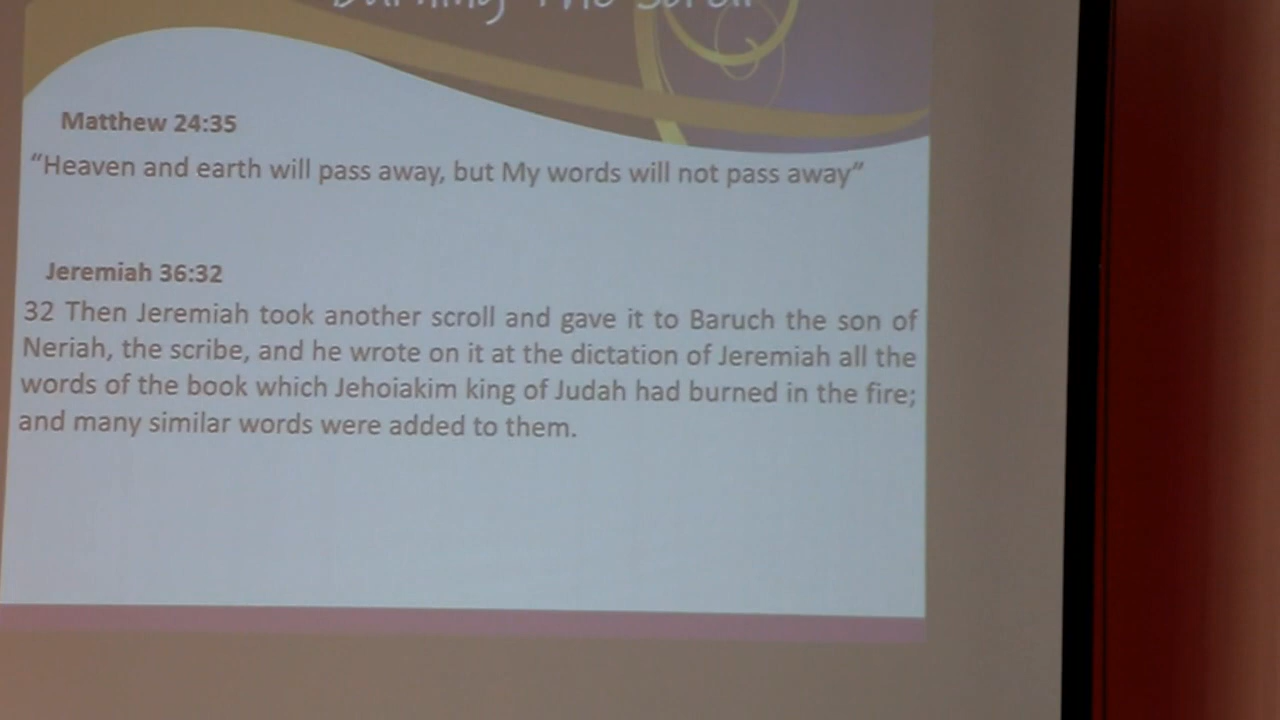 Burning The Scroll
Matthew 24:35
“Heaven and earth will pass away, but My words will not pass away”
Jeremiah 36:32
32 Then Jeremiah took another scroll and gave it to Baruch the son of
Neriah, the scribe, and he wrote on it at the dictation of Jeremiah all the
words of the book which Jehoiakim king of Judah had burned in the fire;
and many similar words were added to them.